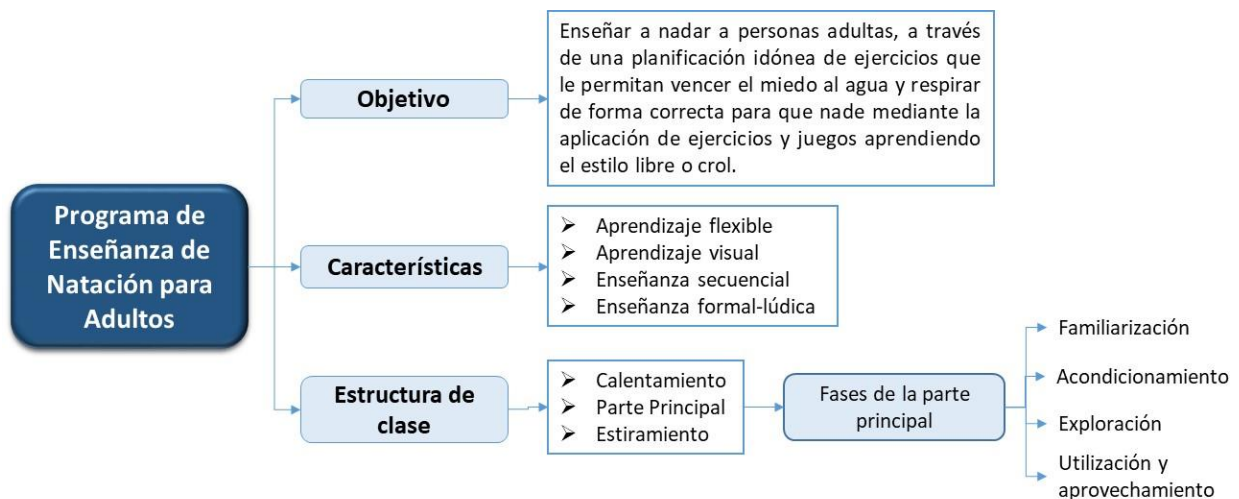 Programa de
Enseñanza de
Natación para
Adultos
Objetivo
Enseñar a nadar a personas adultas, a través
de una planificación idónea de ejercicios que
le permitan vencer el miedo al agua y respirar
de forma correcta para que nade mediante la
aplicación de ejercicios y juegos aprendiendo
el estilo libre o crol.
Característicsas
➢ Aprendizaje flexible
➢ Aprendizaje visual
➢ Enseñanza secuencial
➢ Enseñanza formal-lúdica
Estructura de
clase
➢ Calentamiento
➢ Parte Principal
➢ Estiramiento
Fases de la parte
principal
Familiarización
Acondicionamiento
Exploración
Utilización y
aprovechamiento